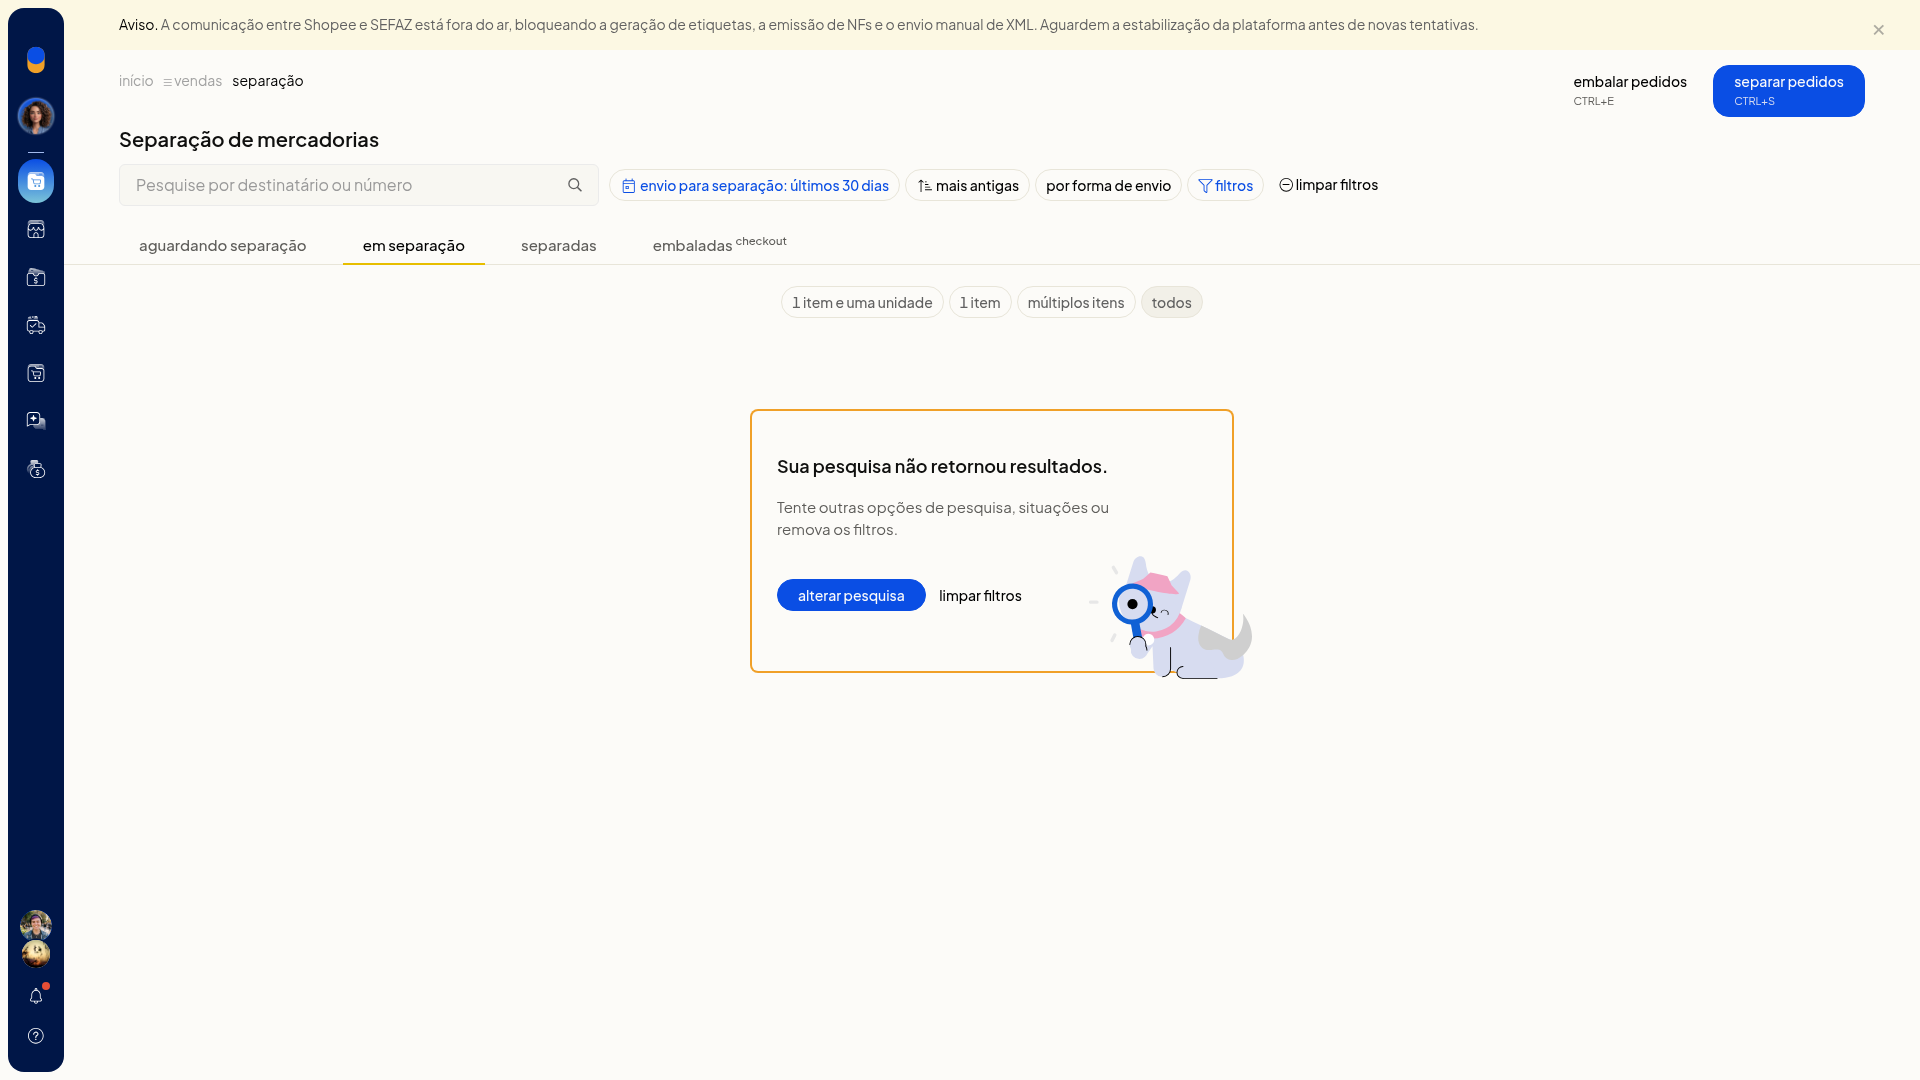 Aviso. A comunicação entre Shopee e SEFAZ está fora do ar, bloqueando a geração de etiquetas, a emissão de NFs e o envio manual de XML. Aguardem a estabilização da plataforma antes de novas tentativas.
início vendas separação
embalar pedidos
CTRL+E
separar pedidos
CTRL+S
Separação de mercadorias
Pesquise por destinatário ou número
envio para separação: últimos 30 dias
mais antigas
por forma de envio
filtros
limpar filtros
aguardando separação
em separação
separadas
embaladas checkout
1 item e uma unidade
1 item
múltiplos itens
todos
Sua pesquisa não retornou resultados.
Tente outras opções de pesquisa, situações ou
remova os filtros.
alterar pesquisa
limpar filtros